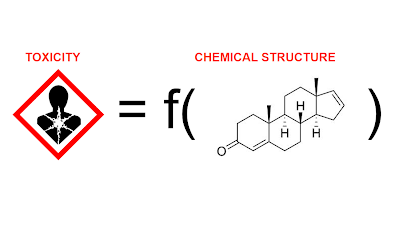 TOXICITY
CHEMICAL STRUCTURE
= f( )
H
H
H
O